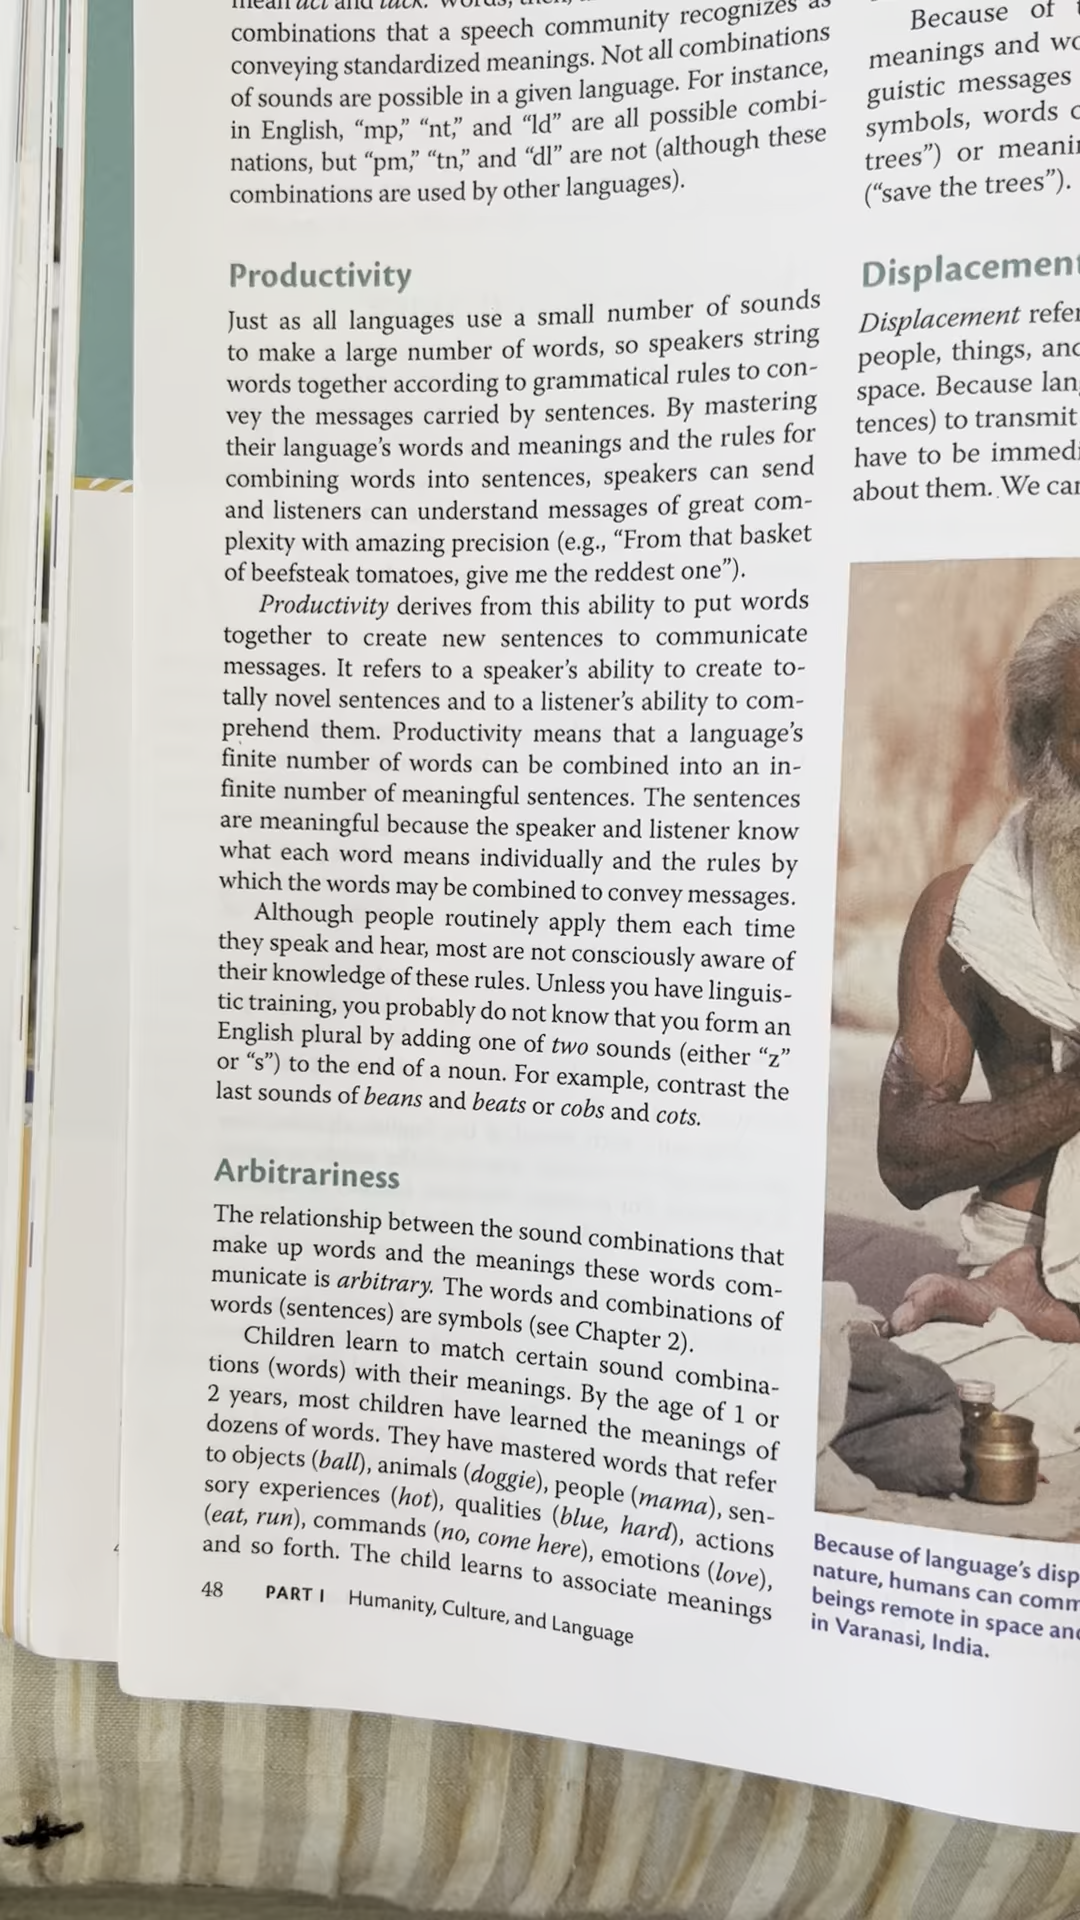 combinations that a speech community recognizes as
conveying standardized meanings. Not all combinations
of sounds are possible in a given language. For instance,
in English, “mp,” “nt,” and “ld” are all possible combi-
nations, but “pm,” “tn,” and “dl” are not (although these
combinations are used by other languages).
Productivity
Just as all languages use a small number of sounds
to make a large number of words, so speakers string
words together according to grammatical rules to con-
vey the messages carried by sentences. By mastering
their language’s words and meanings and the rules for
combining words into sentences, speakers can send
and listeners can understand messages of great com-
plexity with amazing precision (e.g., “From that basket
of beefsteak tomatoes, give me the reddest one”).
Productivity derives from this ability to put words
together to create new sentences to communicate
messages. It refers to a speaker’s ability to create to-
tally novel sentences and to a listener’s ability to com-
prehend them. Productivity means that a language’s
finite number of words can be combined into an in-
finite number of meaningful sentences. The sentences
are meaningful because the speaker and listener know
what each word means individually and the rules by
which the words may be combined to convey messages.
Although people routinely apply them each time
they speak and hear, most are not consciously aware of
their knowledge of these rules. Unless you have linguis-
tic training, you probably do not know that you form an
English plural by adding one of two sounds (either “z”
or “s”) to the end of a noun. For example, contrast the
last sounds of beans and beats or cobs and cots.
Arbitrariness
The relationship between the sound combinations that
make up words and the meanings these words com-
municate is arbitrary. The words and combinations of
words (sentences) are symbols (see Chapter 2).
Children learn to match certain sound combina-
tions (words) with their meanings. By the age of 1 or
2 years, most children have learned the meanings of
dozens of words. They have mastered words that refer
to objects (ball), animals (doggie), people (mama), sen-
sory experiences (hot), qualities (blue, hard), actions
(eat, run), commands (no, come here), emotions (love),
and so forth. The child learns to associate meanings
48 PART I Humanity, Culture, and Language
Because of
meanings and
guistic messages
symbols, words
trees”) or
(“save the trees”).
Displacement
Displacement
people, things,
space. Because
tences) to transmit
have to be
about them. We
Because of language’s
nature, humans can
beings remote in space
in Varanasi, India.